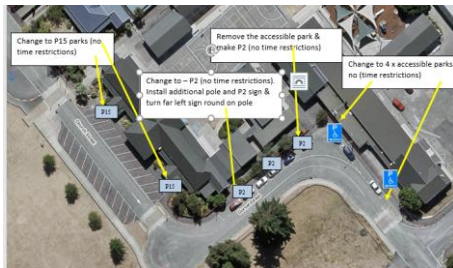 Change to P15 parks (no
time restrictions)
Remove the accessible park &
make P2 (no time restrictions)
Change to – P2 (no time restrictions).
Install additional pole and P2 sign &
turn far left sign round on pole
Change to 4 x accessible parks
no (time restrictions)
P15
P15
P2
P2
P2